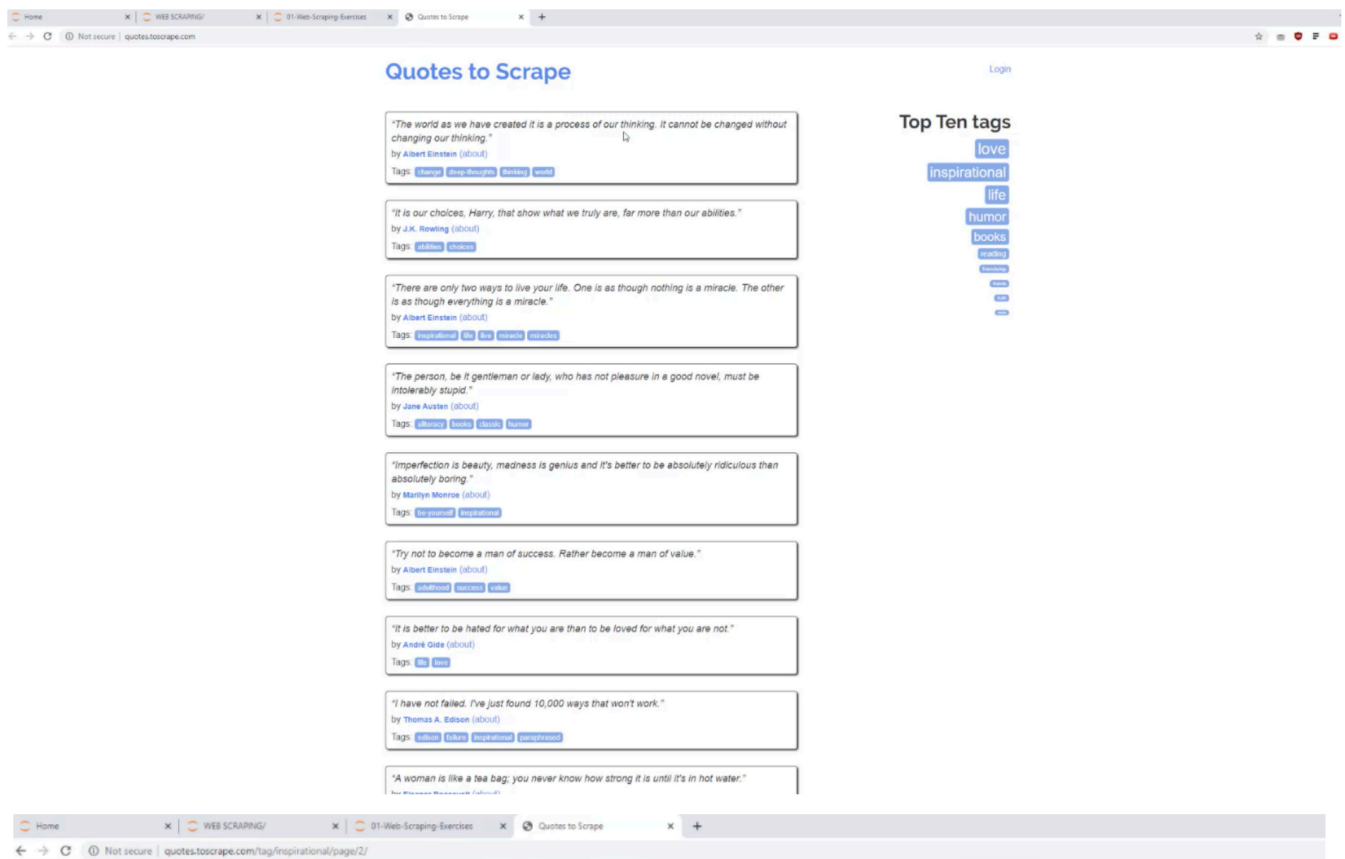 Home
WEB SCRAPING/
01-Web-Scraping-Exercises
Quotes to Scrape
Not secure | quotes.toscrape.com
Quotes to Scrape
Login
“The world as we have created it is a process of our thinking. It cannot be changed without
changing our thinking.”
by Albert Einstein (about)
Tags: change deep-thoughts thinking world
“It is our choices, Harry, that show what we truly are, far more than our abilities.”
by J.K. Rowling (about)
Tags: abilities choices
“There are only two ways to live your life. One is as though nothing is a miracle. The other
is as though everything is a miracle.”
by Albert Einstein (about)
Tags: inspirational life live miracle miracles
“The person, be it gentleman or lady, who has not pleasure in a good novel, must be
intolerably stupid.”
by Jane Austen (about)
Tags: aliteracy books classic humor
“Imperfection is beauty, madness is genius and it's better to be absolutely ridiculous than
absolutely boring.”
by Marilyn Monroe (about)
Tags: be-yourself inspirational
“Try not to become a man of success. Rather become a man of value.”
by Albert Einstein (about)
Tags: adulthood success value
“It is better to be hated for what you are than to be loved for what you are not.”
by André Gide (about)
Tags: life love
“I have not failed. I've just found 10,000 ways that won't work.”
by Thomas A. Edison (about)
Tags: edison failure inspirational paraphrased
“A woman is like a tea bag; you never know how strong it is until it's in hot water.”
Top Ten tags
love
inspirational
life
humor
books
reading
friendship
Home
WEB SCRAPING/
01-Web-Scraping-Exercises
Quotes to Scrape
Not secure | quotes.toscrape.com/tag/inspirational/page/2/